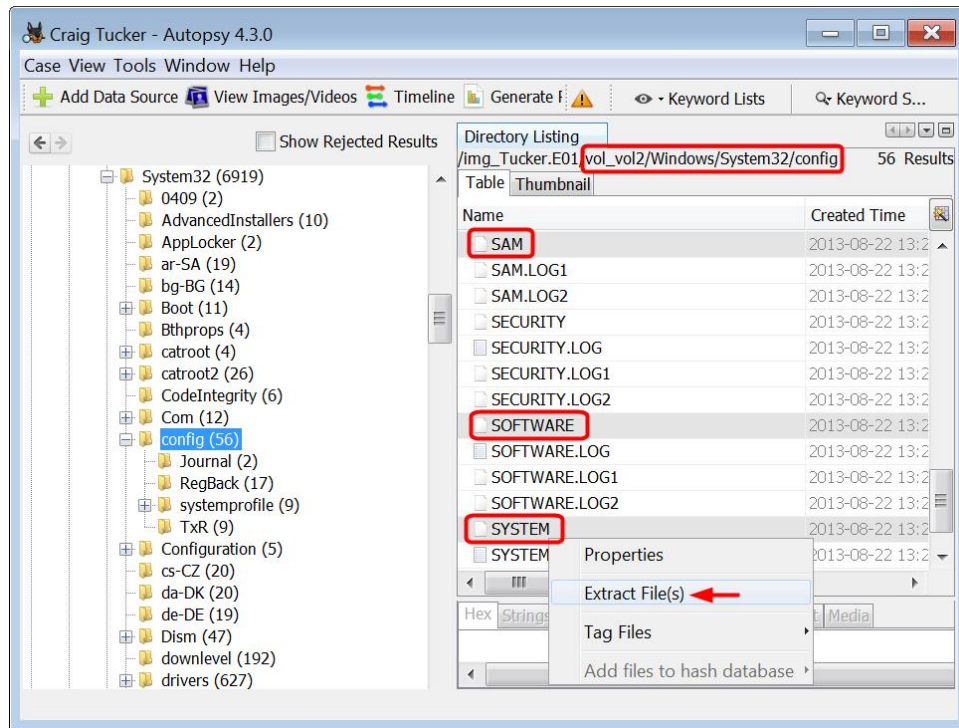 Craig Tucker - Autopsy 4.3.0
Case View Tools Window Help
Add Data Source View Images/Videos Timeline Generate Keyword Lists Keyword S...
Show Rejected Results
System32 (6919)
0409 (2)
AdvancedInstallers (10)
AppLocker (2)
ar-SA (19)
bg-BG (14)
Boot (11)
Bthprops (4)
catroot (4)
catroot2 (26)
CodeIntegrity (6)
Com (12)
config (56)
Journal (2)
RegBack (17)
systemprofile (9)
TxR (9)
Configuration (5)
cs-CZ (20)
da-DK (20)
de-DE (19)
Dism (47)
downlevel (192)
drivers (627)
Directory Listing
/img_Tucker.E01/vol_vol2/Windows/System32/config 56 Results
Table Thumbnail
Name Created Time
SAM 2013-08-22 13:2
SAM.LOG1 2013-08-22 13:2
SAM.LOG2 2013-08-22 13:2
SECURITY 2013-08-22 13:2
SECURITY.LOG 2013-08-22 13:2
SECURITY.LOG1 2013-08-22 13:2
SECURITY.LOG2 2013-08-22 13:2
SOFTWARE 2013-08-22 13:2
SOFTWARE.LOG 2013-08-22 13:2
SOFTWARE.LOG1 2013-08-22 13:2
SOFTWARE.LOG2 2013-08-22 13:2
SYSTEM 2013-08-22 13:2
SYSTEM 2013-08-22 13:2
Properties
Extract File(s)
Tag Files
Add files to hash database
Hex Strings Media